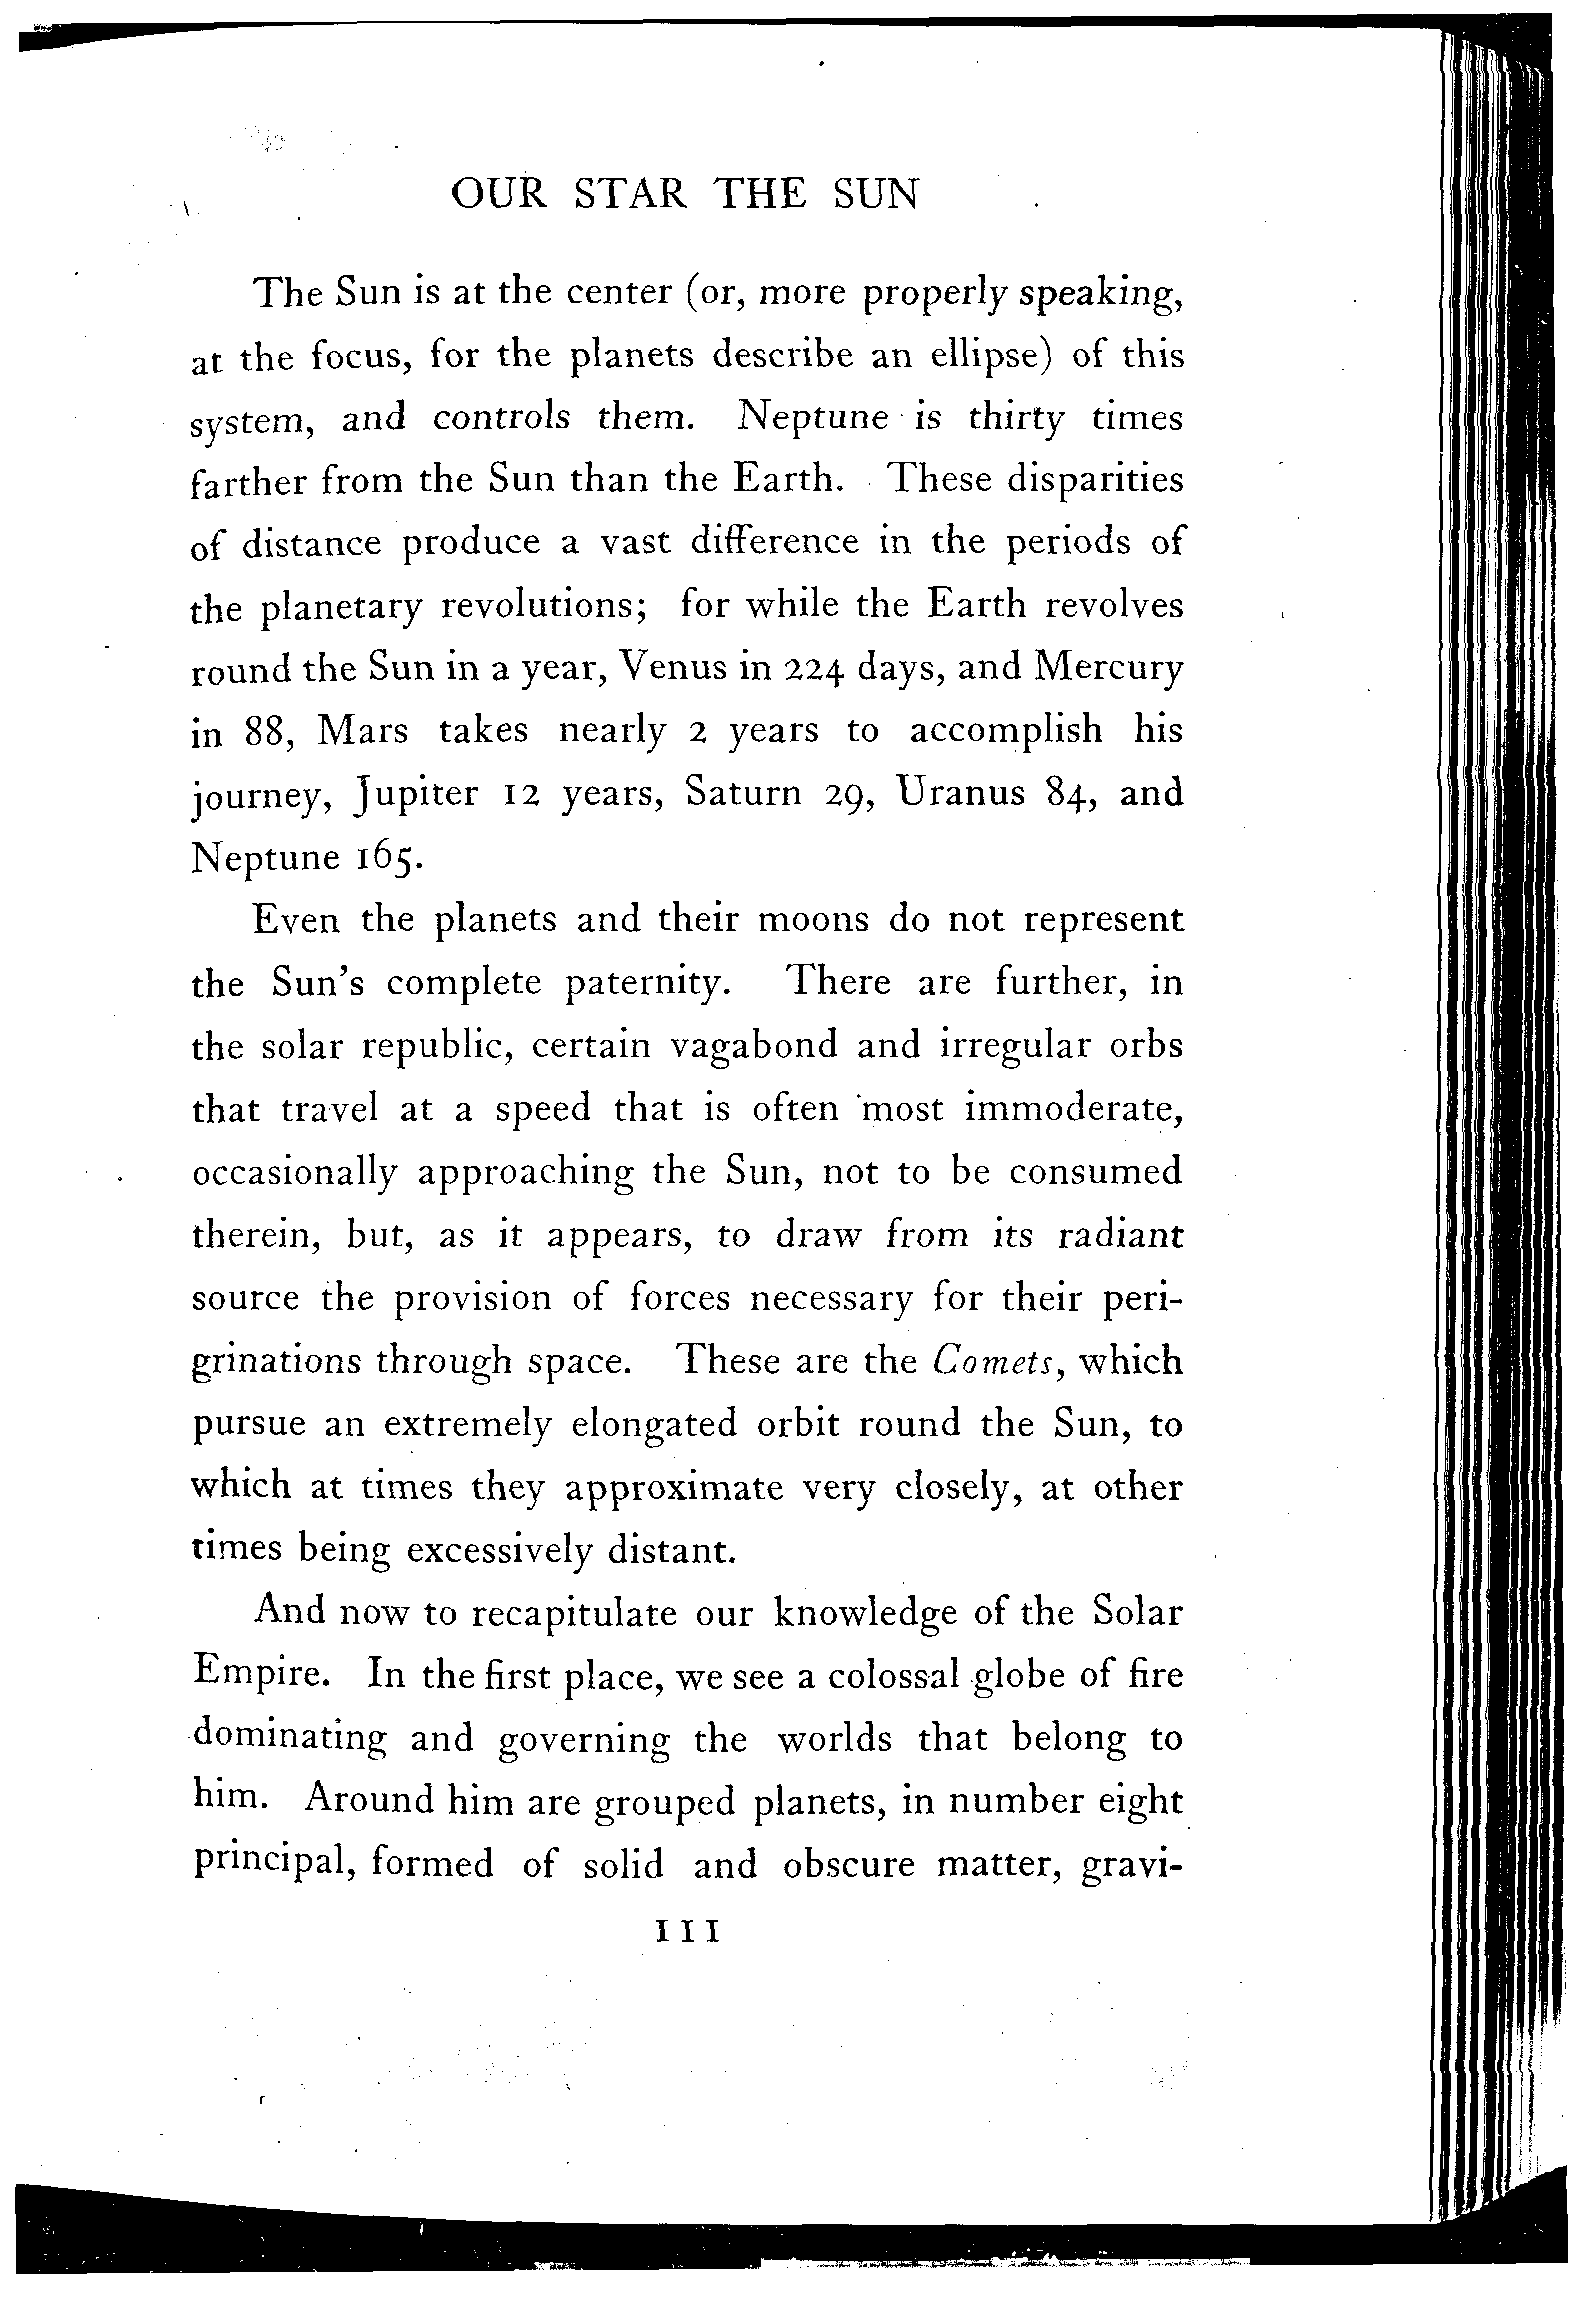 OUR STAR THE SUN
The Sun is at the center (or, more properly speaking,
at the focus, for the planets describe an ellipse) of this
system, and controls them. Neptune is thirty times
farther from the Sun than the Earth. These disparities
of distance produce a vast difference in the periods of
the planetary revolutions; for while the Earth revolves
round the Sun in a year, Venus in 224 days, and Mercury
in 88, Mars takes nearly 2 years to accomplish his
journey, Jupiter 12 years, Saturn 29, Uranus 84, and
Neptune 165.
Even the planets and their moons do not represent
the Sun's complete paternity. There are further, in
the solar republic, certain vagabond and irregular orbs
that travel at a speed that is often most immoderate,
occasionally approaching the Sun, not to be consumed
therein, but, as it appears, to draw from its radiant
source the provision of forces necessary for their peri-
grinations through space. These are the Comets, which
pursue an extremely elongated orbit round the Sun, to
which at times they approximate very closely, at other
times being excessively distant.
And now to recapitulate our knowledge of the Solar
Empire. In the first place, we see a colossal globe of fire
dominating and governing the worlds that belong to
him. Around him are grouped planets, in number eight
principal, formed of solid and obscure matter, gravi-
111